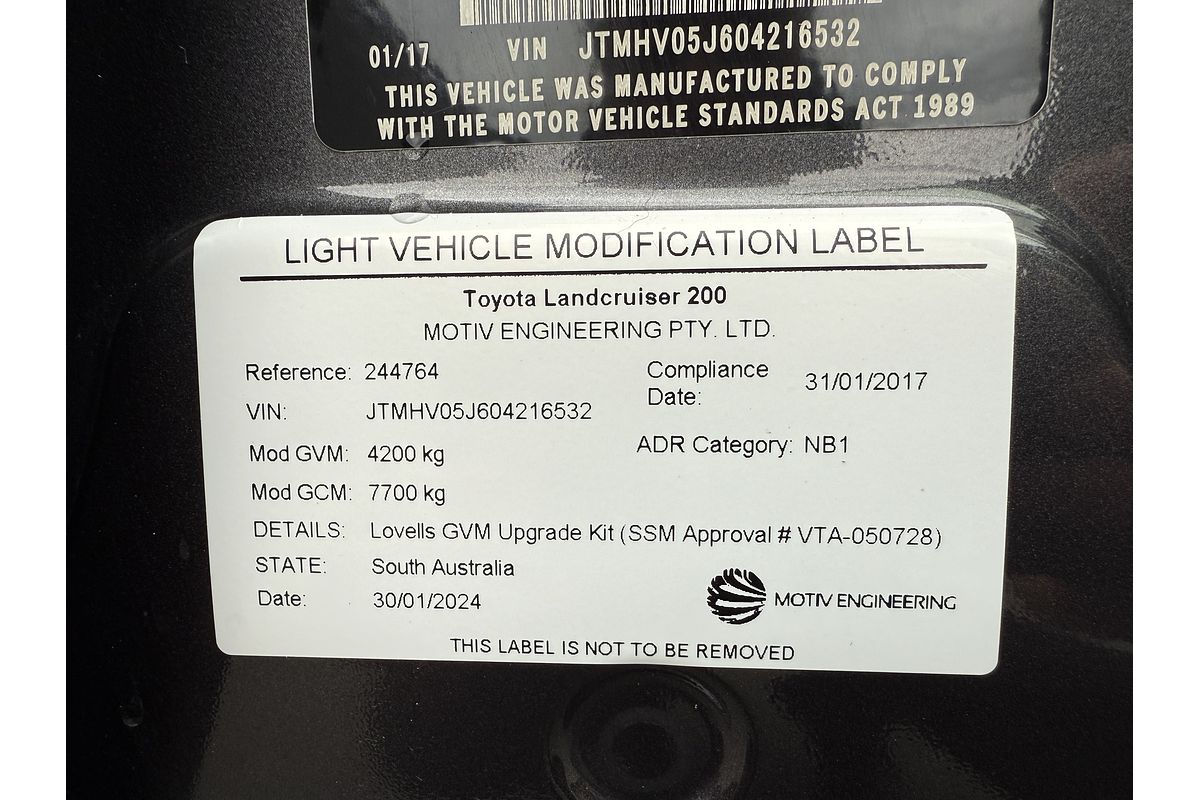 01/17 VIN JTMHV05J604216532
THIS VEHICLE WAS MANUFACTURED TO COMPLY
WITH THE MOTOR VEHICLE STANDARDS ACT 1989
LIGHT VEHICLE MODIFICATION LABEL
Toyota Landcruiser 200
MOTIV ENGINEERING PTY. LTD.
Reference: 244764
Compliance
Date: 31/01/2017
VIN: JTMHV05J604216532
Mod GVM: 4200 kg
ADR Category: NB1
Mod GCM: 7700 kg
DETAILS: Lovells GVM Upgrade Kit (SSM Approval # VTA-050728)
STATE: South Australia
Date: 30/01/2024
MOTIV ENGINEERING
THIS LABEL IS NOT TO BE REMOVED